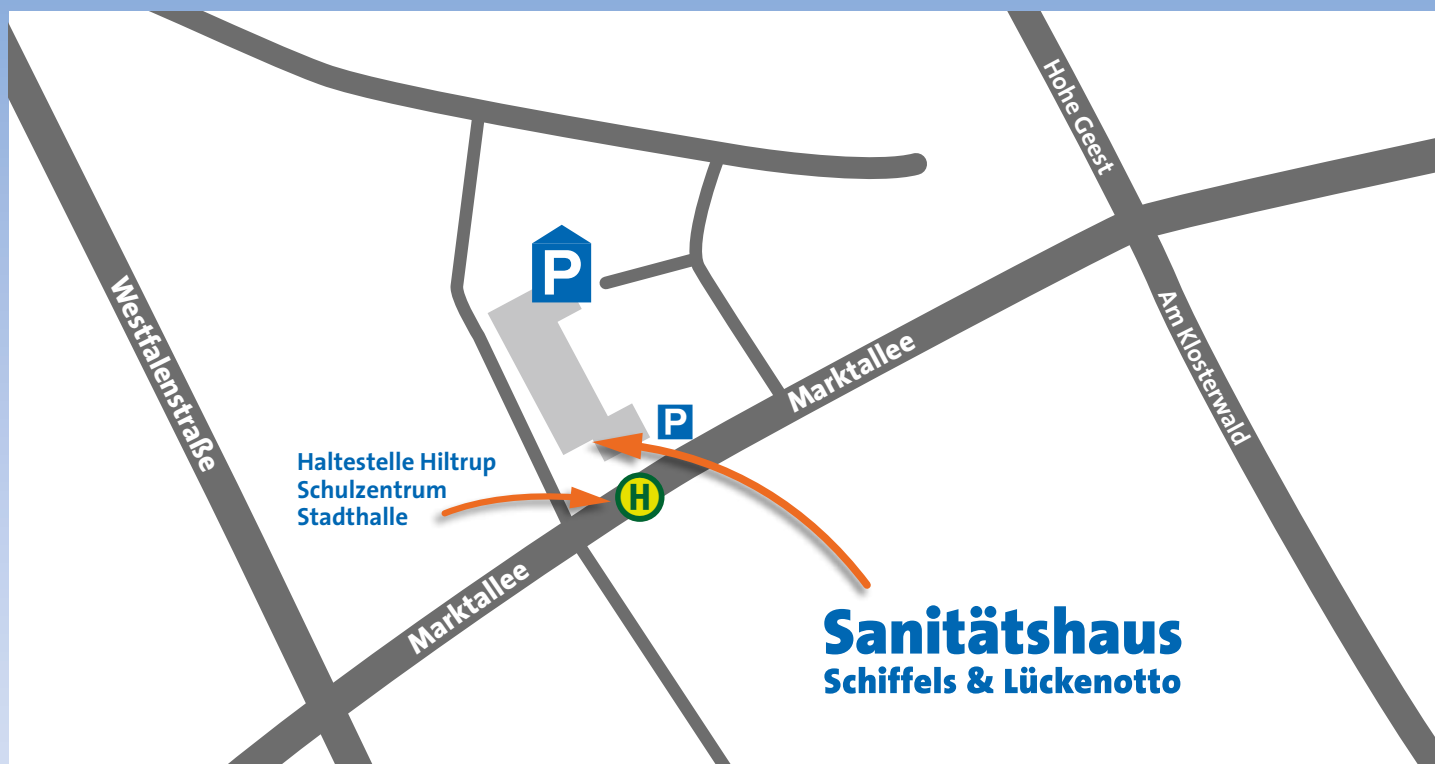 Hohe Geest
P
Westfalenstraße
Am Klosterwald
Marktallee
P
Haltestelle Hiltrup
Schulzentrum
Stadthalle
H
Marktallee
Sanitätshaus
Schiffels & Lückenotto